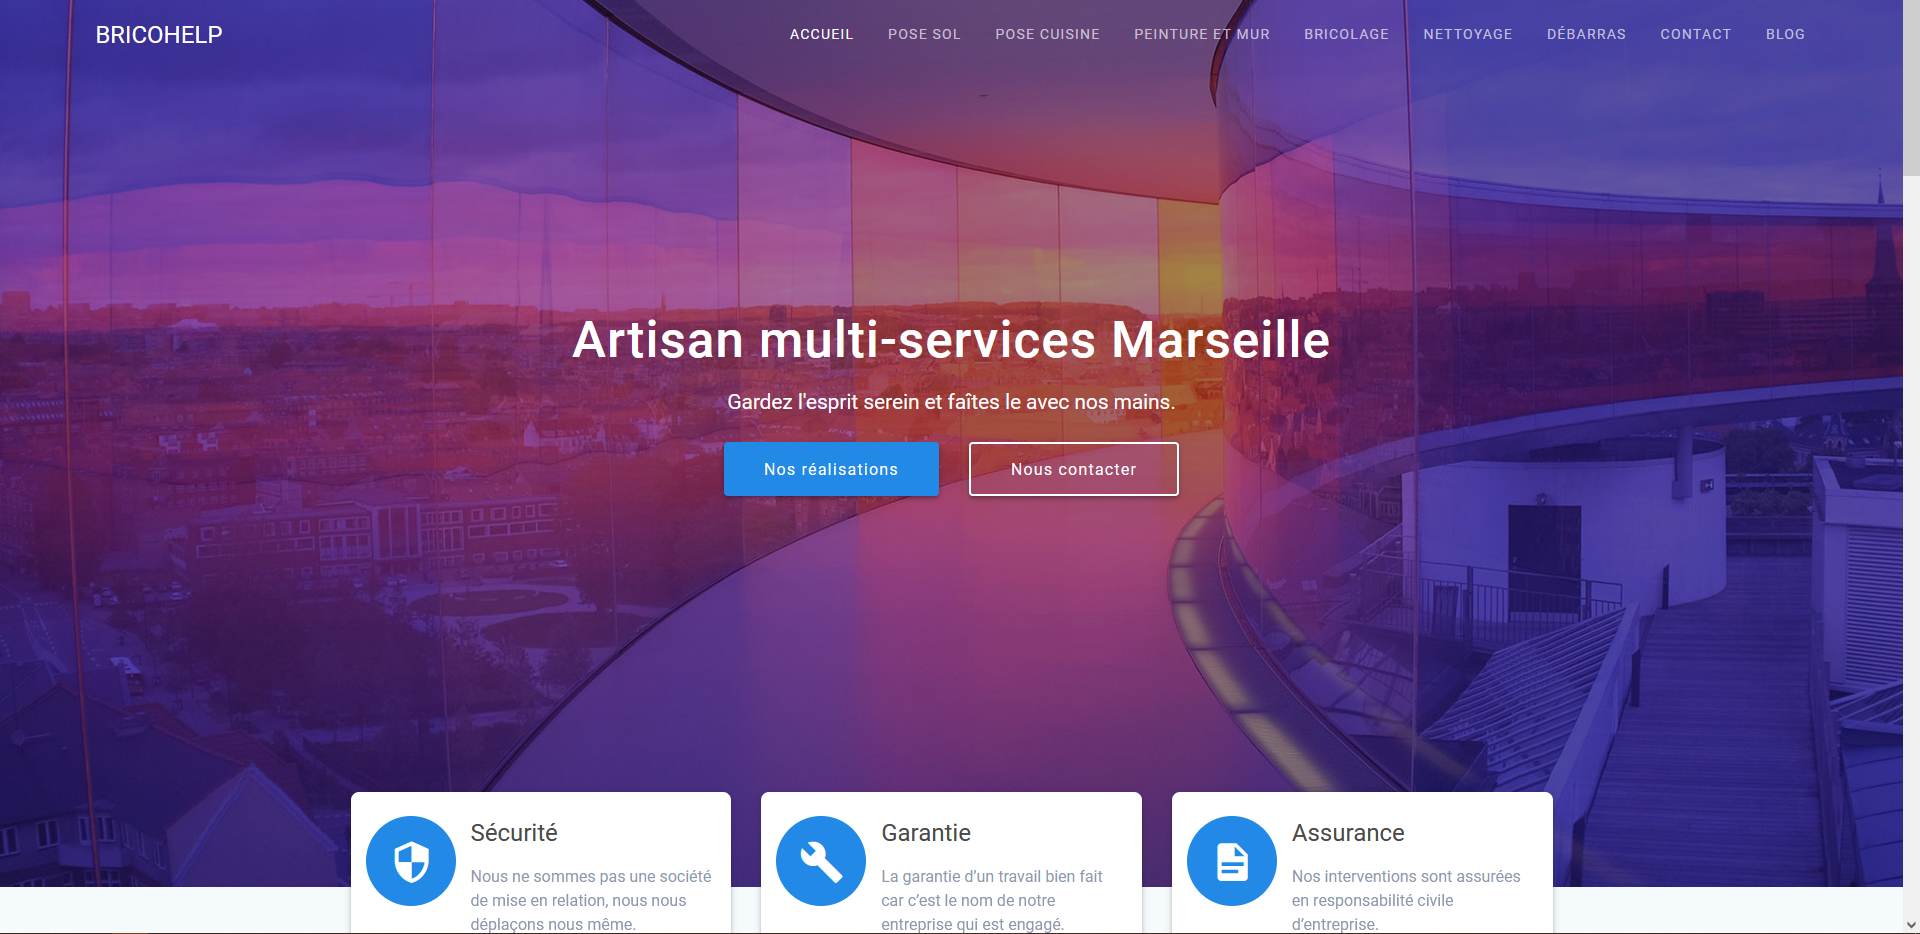 BRICOHELP
ACCUEIL POSE SOL POSE CUISINE PEINTURE ET MUR BRICOLAGE NETTOYAGE DÉBARRAS CONTACT BLOG
Artisan multi-services Marseille
Gardez l'esprit serein et faîtes le avec nos mains.
Nos réalisations
Nous contacter
Sécurité
Nous ne sommes pas une société
de mise en relation, nous nous
déplaçons nous même.
Garantie
La garantie d’un travail bien fait
car c’est le nom de notre
entreprise qui est engagé.
Assurance
Nos interventions sont assurées
en responsabilité civile
d’entreprise.